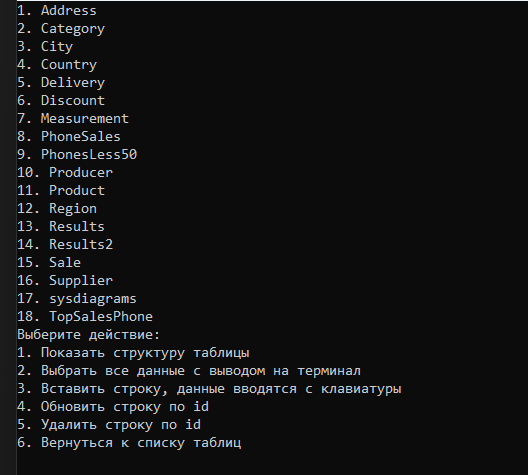 1. Address
2. Category
3. City
4. Country
5. Delivery
6. Discount
7. Measurement
8. PhoneSales
9. PhonesLess50
10. Producer
11. Product
12. Region
13. Results
14. Results2
15. Sale
16. Supplier
17. sysdiagrams
18. TopSalesPhone
Выберите действие:
1. Показать структуру таблицы
2. Выбрать все данные с выводом на терминал
3. Вставить строку, данные вводятся с клавиатуры
4. Обновить строку по id
5. Удалить строку по id
6. Вернуться к списку таблиц